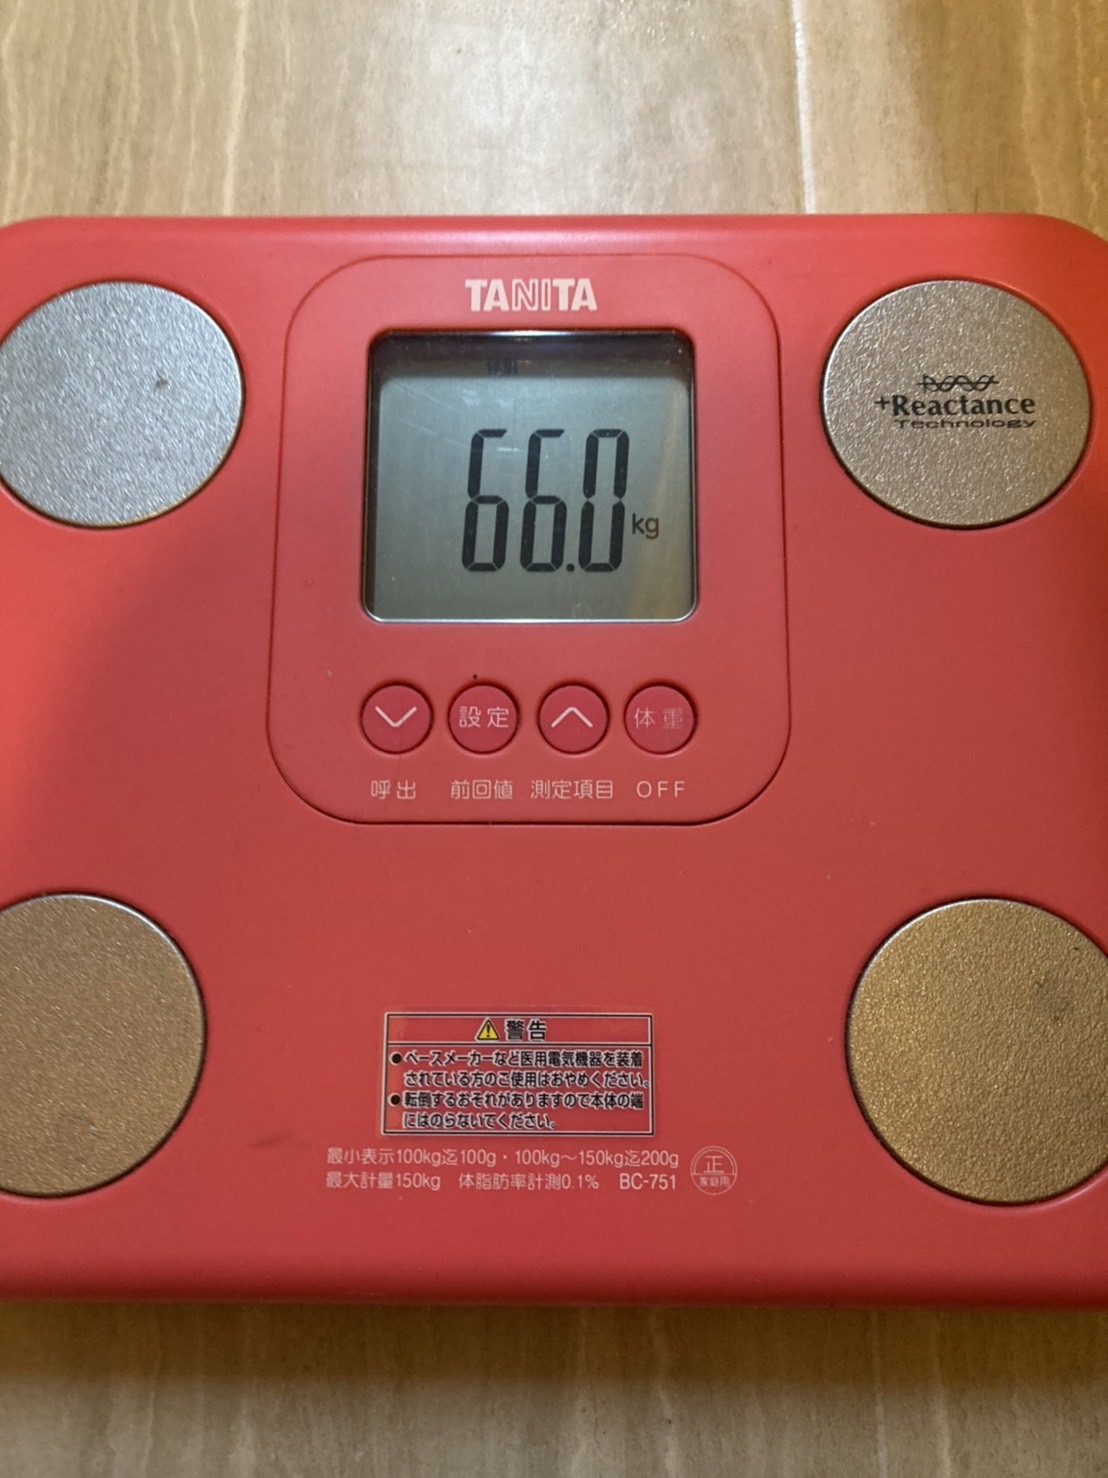 TANITA
66.0kg
+Reactance
Technology
設定
体重
呼出 前回値 測定項目 OFF
警告
●ペースメーカーなど医用電気機器を装着
されている方のご使用はおやめください。
●転倒するおそれがありますので本体の端
にはのらないでください。
最小表示100kg迄100g・100kg〜150kg迄200g
最大計量150kg 体脂肪率計測0.1% BC-751
正
家庭用